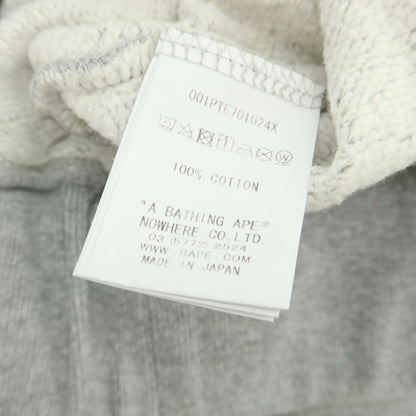 001PTE701024X
100% COTTON
"A BATHING APE®
NOWHERE CO.LTD.
03 (5772) 2524
WWW BAPE COM
MADE IN JAPAN